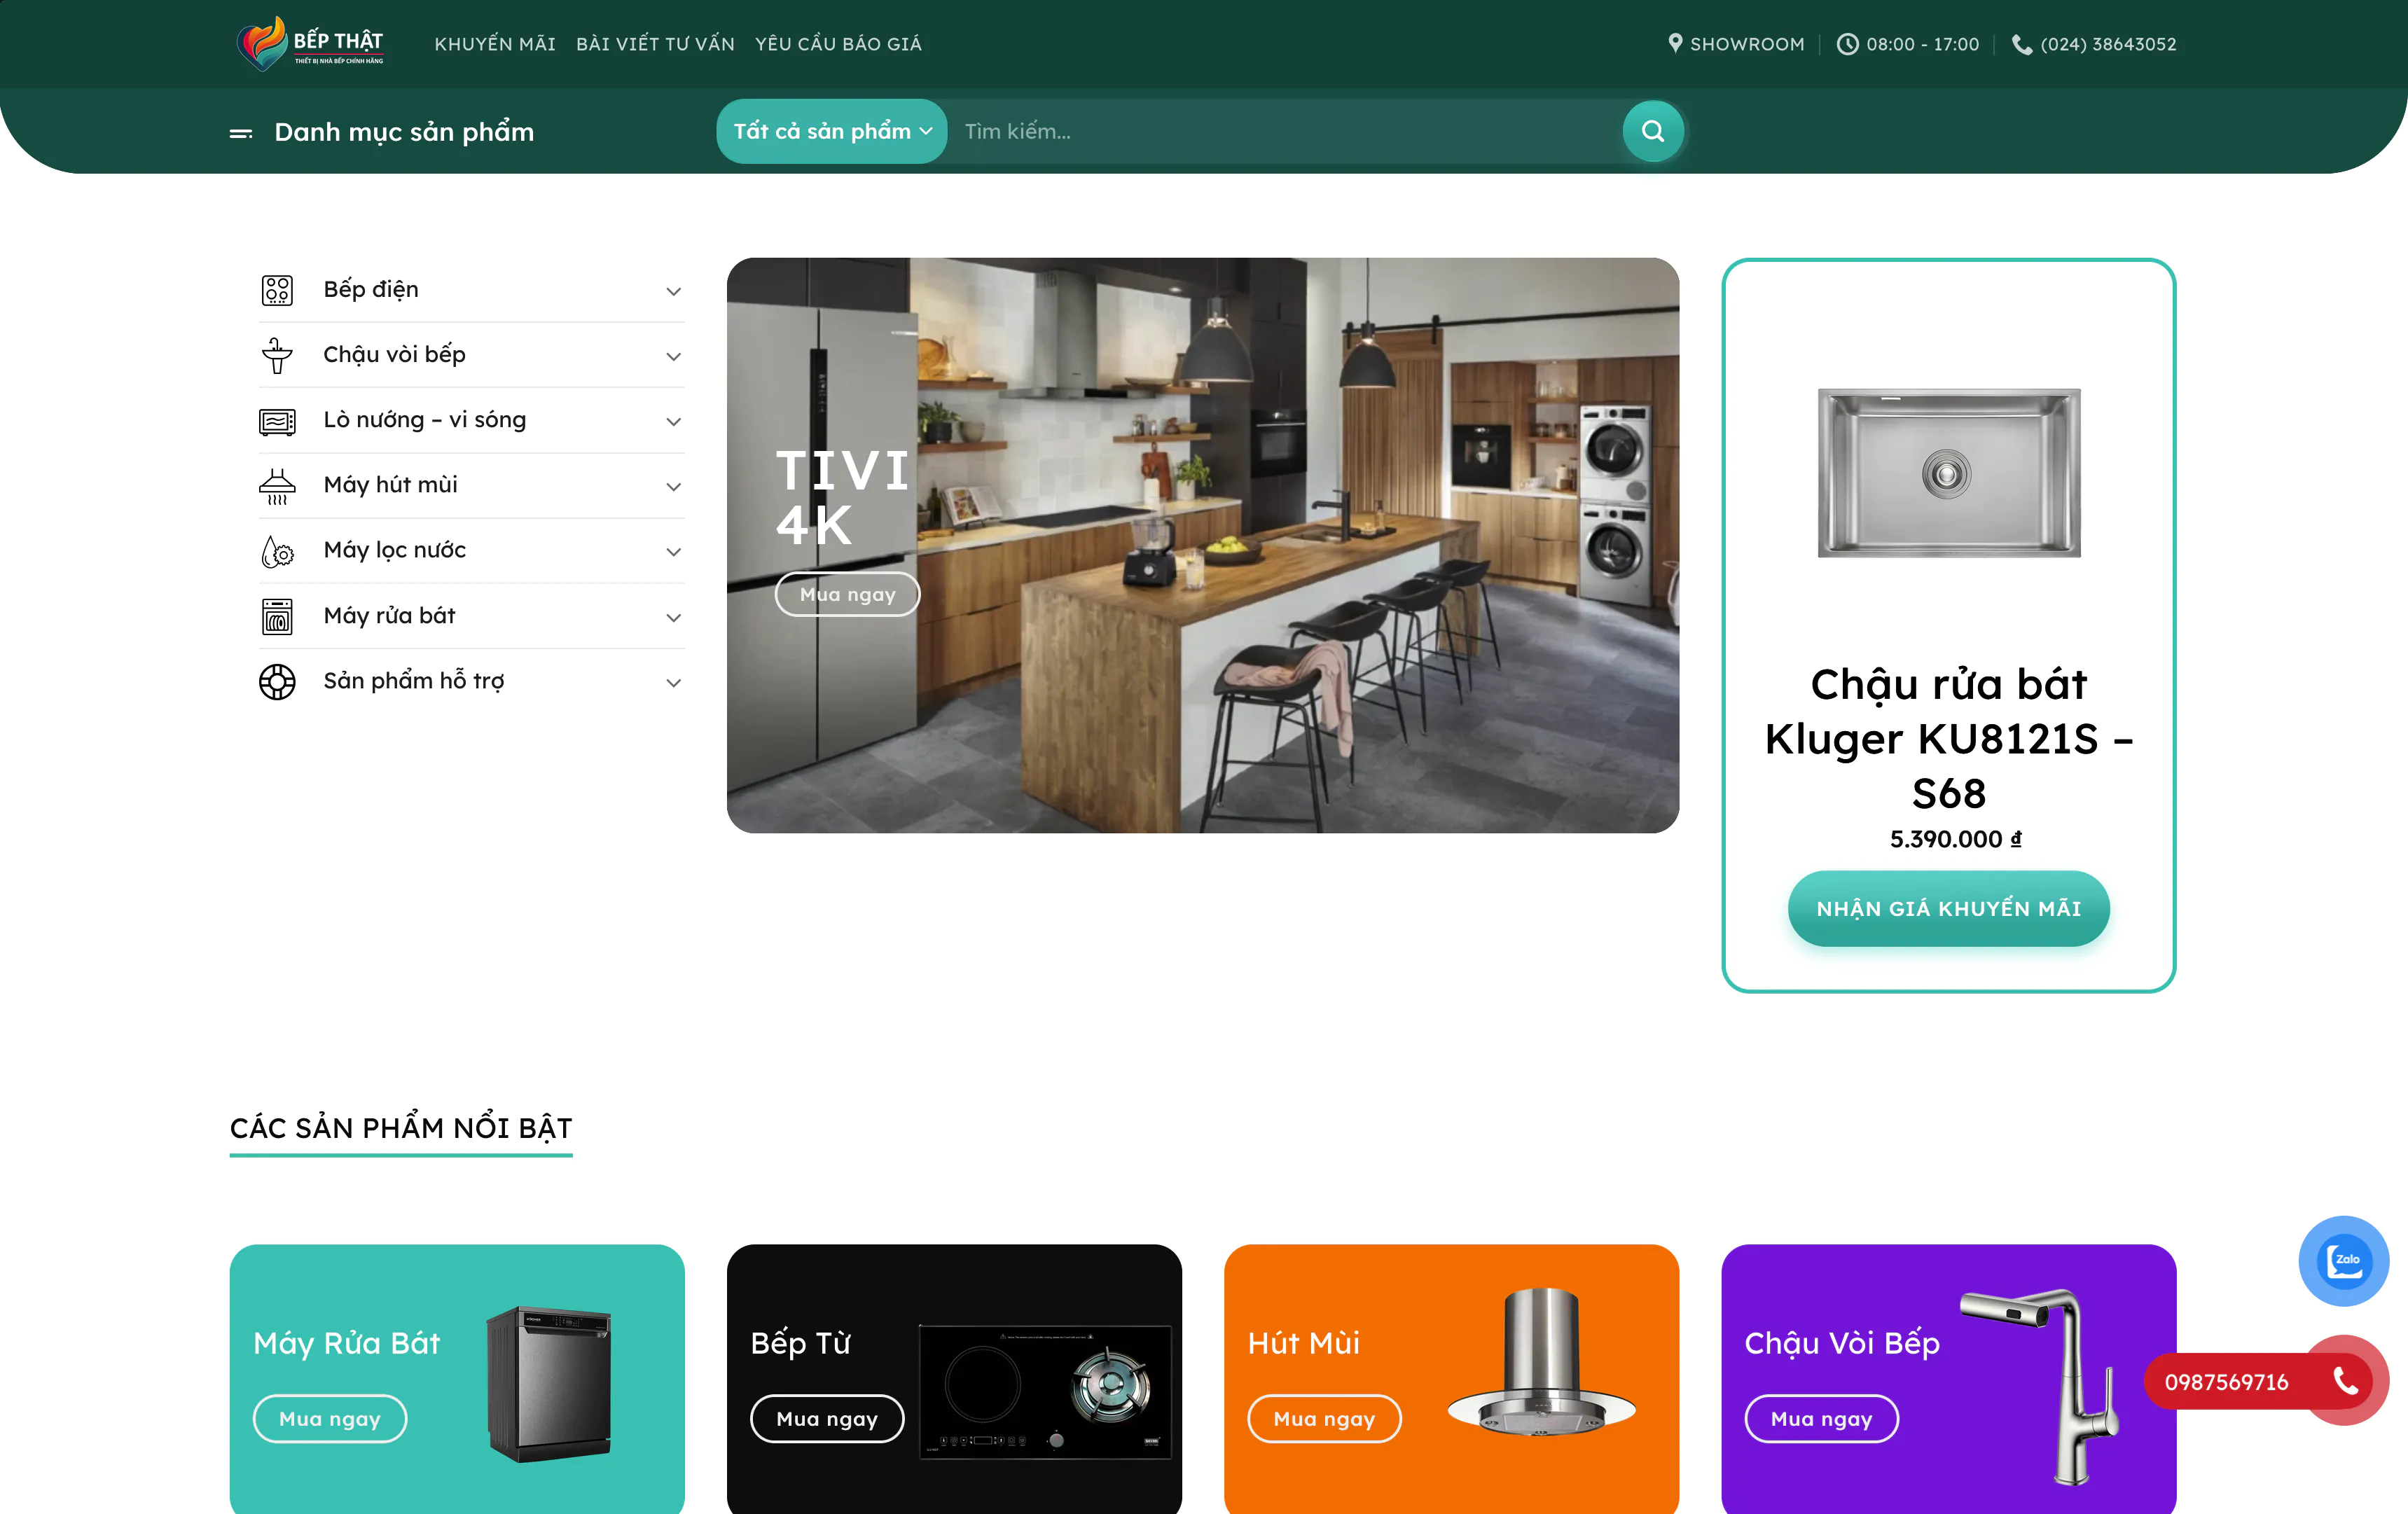 BẾP THẬT
THIẾT BỊ NHÀ BẾP CHÍNH HÃNG
KHUYẾN MÃI
BÀI VIẾT TƯ VẤN
YÊU CẦU BÁO GIÁ
SHOWROOM
08:00 - 17:00
(024) 38643052
Danh mục sản phẩm
Tất cả sản phẩm
Tìm kiếm...
Bếp điện
Chậu vòi bếp
Lò nướng – vi sóng
Máy hút mùi
Máy lọc nước
Máy rửa bát
Sản phẩm hỗ trợ
TIVI
4K
Mua ngay
Chậu rửa bát
Kluger KU8121S –
S68
5.390.000 ₫
NHẬN GIÁ KHUYẾN MÃI
CÁC SẢN PHẨM NỔI BẬT
Máy Rửa Bát
Mua ngay
Bếp Từ
Mua ngay
Hút Mùi
Mua ngay
Chậu Vòi Bếp
Mua ngay
Zalo
0987569716